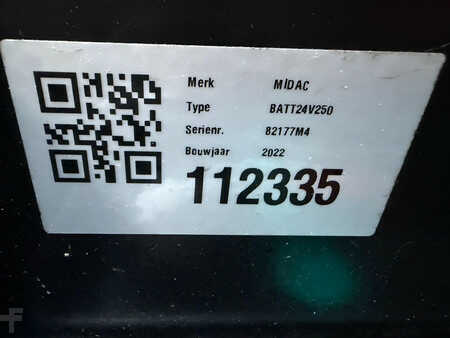 Merk MIDAC
Type BATT24V250
Serienr. 82177M4
Bouwjaar 2022
112335